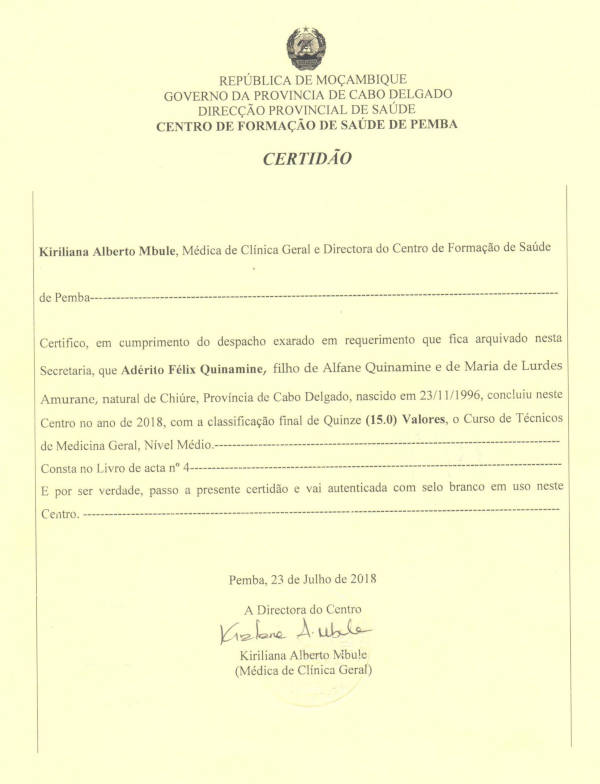 REPÚBLICA DE MOÇAMBIQUE
GOVERNO DA PROVINCIA DE CABO DELGADO
DIRECÇÃO PROVINCIAL DE SAÚDE
CENTRO DE FORMAÇÃO DE SAÚDE DE PEMBA
CERTIDÃO
Kiriliana Alberto Mbule, Médica de Clínica Geral e Directora do Centro de Formação de Saúde
de Pemba---
Certifico, em cumprimento do despacho exarado em requerimento que fica arquivado nesta
Secretaria, que Adérito Félix Quinamine, filho de Alfane Quinamine e de Maria de Lurdes
Amurane, natural de Chiúre, Província de Cabo Delgado, nascido em 23/11/1996, concluiu neste
Centro no ano de 2018, com a classificação final de Quinze (15.0) Valores, o Curso de Técnicos
de Medicina Geral, Nível Médio.---
Consta no Livro de acta nº 4---
E por ser verdade, passo a presente certidão e vai autenticada com selo branco em uso neste
Centro. ---
Pemba, 23 de Julho de 2018
A Directora do Centro
A. Mbule
Kiriliana Alberto Mbule
(Médica de Clínica Geral)